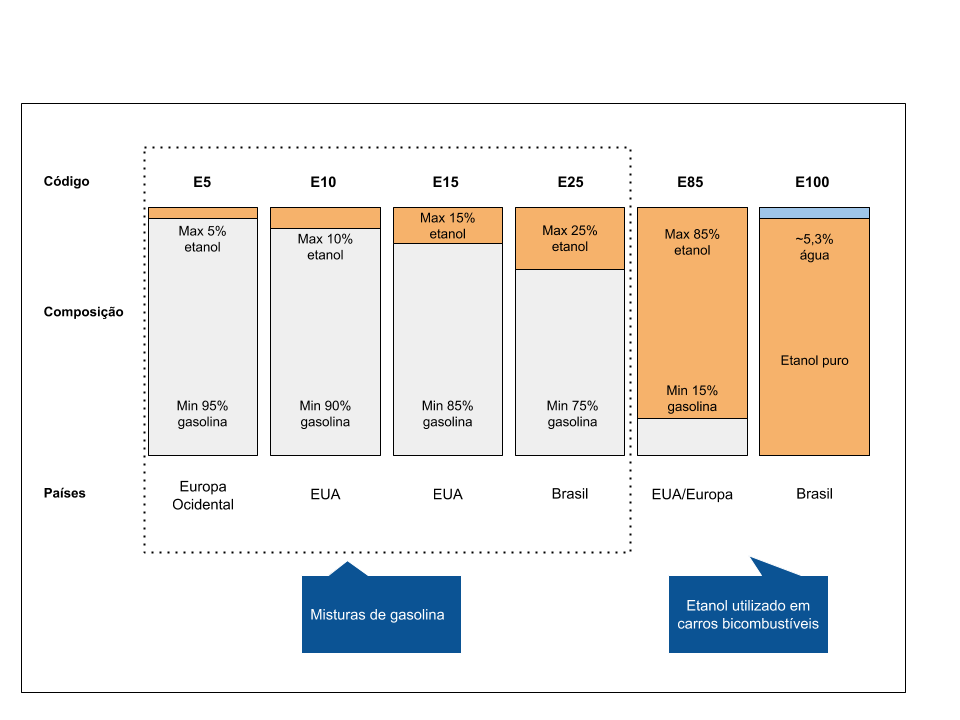 Código
E5
E10
E15
E25
E85
E100
Composição
Max 5%
etanol
Min 95%
gasolina
Max 10%
etanol
Min 90%
gasolina
Max 15%
etanol
Min 85%
gasolina
Max 25%
etanol
Min 75%
gasolina
Max 85%
etanol
Min 15%
gasolina
~5,3%
água
Etanol puro
Países
Europa
Ocidental
EUA
EUA
Brasil
EUA/Europa
Brasil
Misturas de gasolina
Etanol utilizado em
carros bicombustíveis